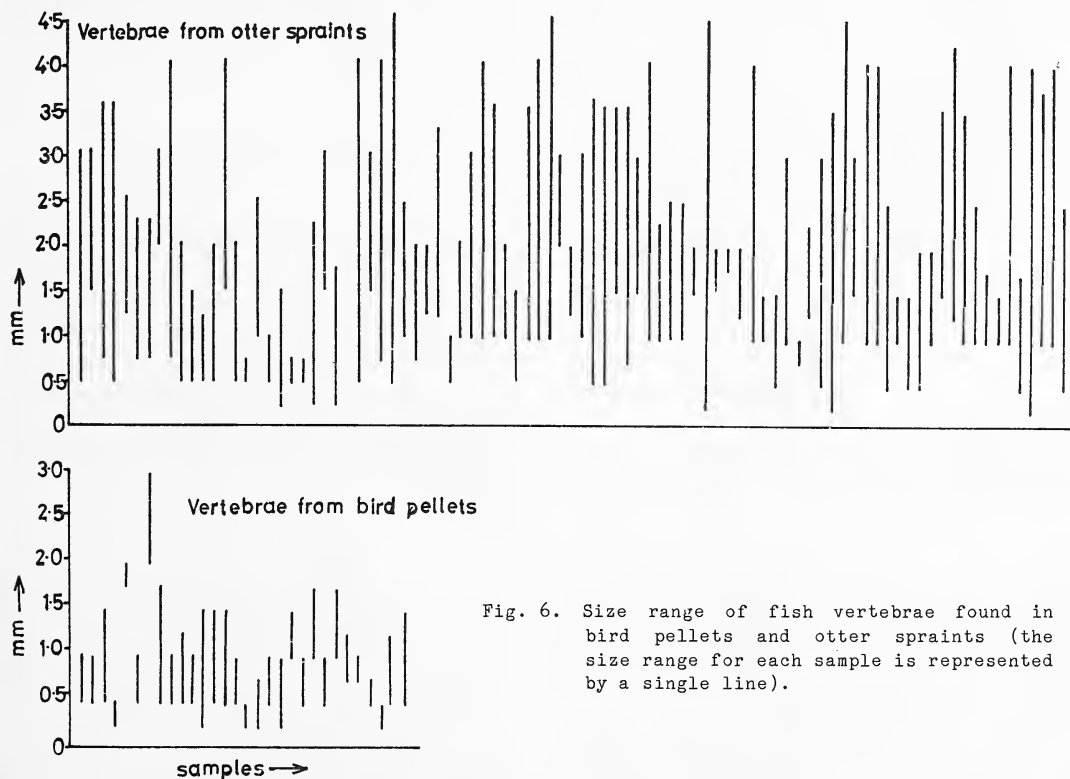 Vertebrae from otter spraints
4·5
4·0
3·5
3·0
2·5
2·0
1·5
1·0
0·5
0
mm →
Vertebrae from bird pellets
3·0
2·5
2·0
1·5
1·0
0·5
0
mm →
samples →
Fig. 6. Size range of fish vertebrae found in
bird pellets and otter spraints (the
size range for each sample is represented
by a single line).